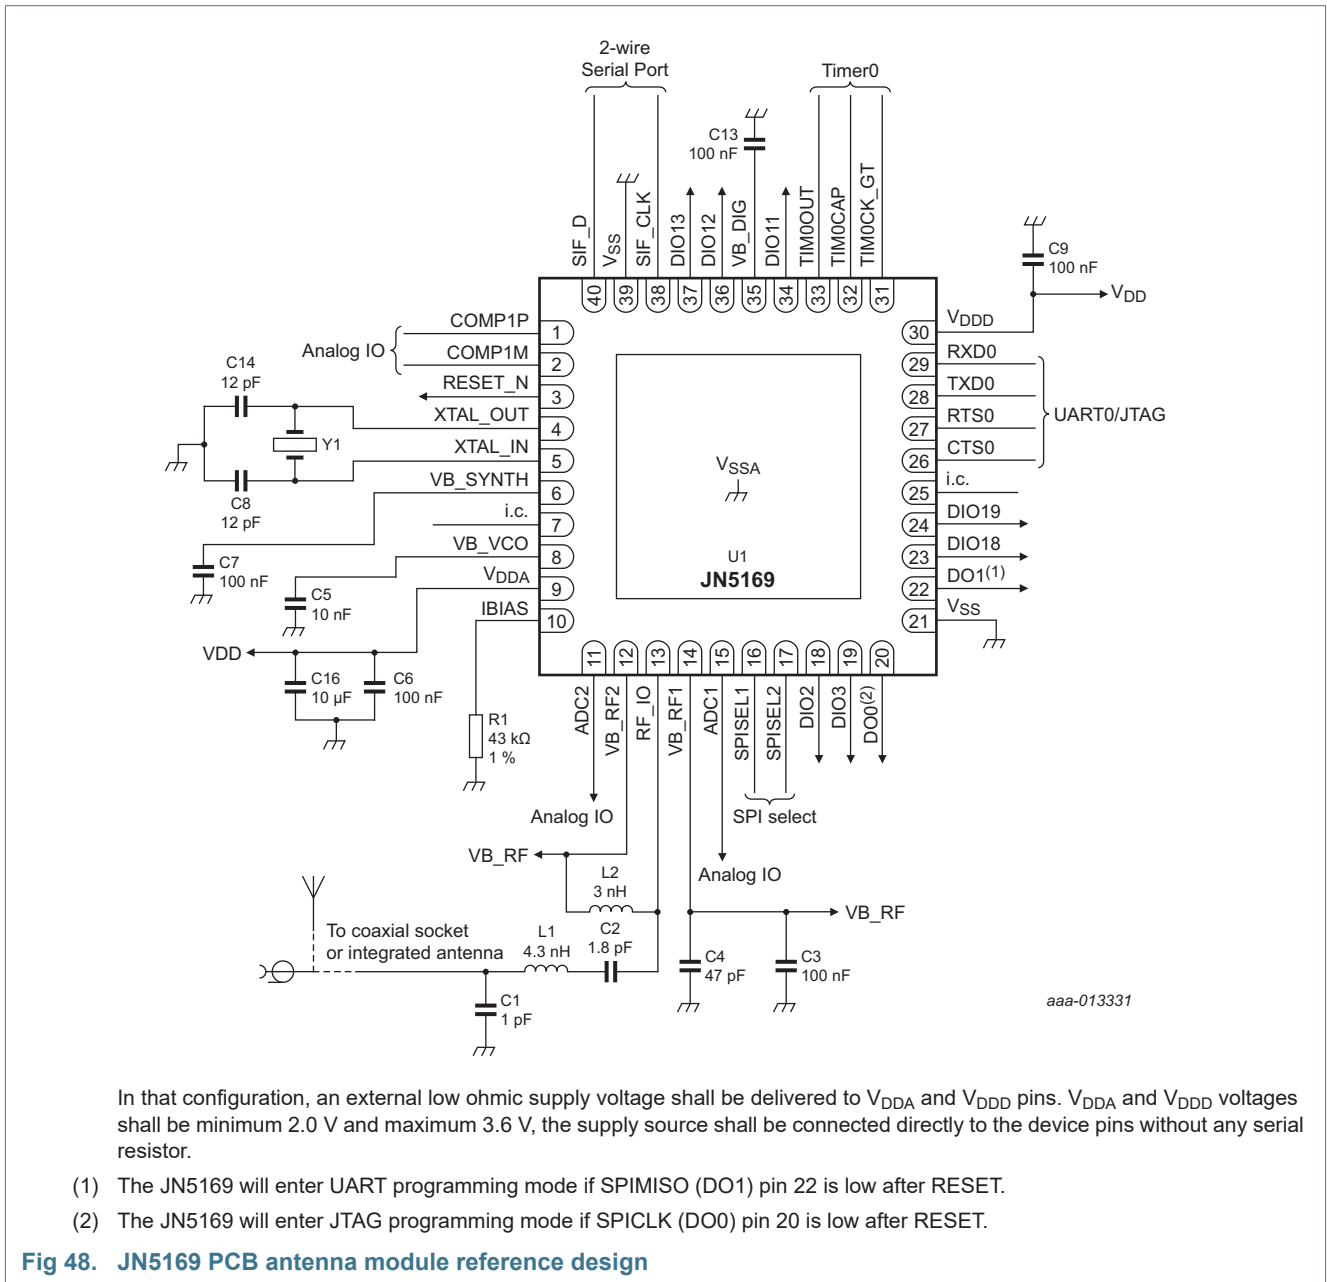 2-wire
Serial Port
Timer0
C13
100 nF
SIF_D
VSS
SIF_CLK
DIO13
DIO12
VB_DIG
DIO11
TIM0OUT
TIM0CAP
TIM0CK_GT
C9
100 nF
VDD
40
39
38
37
36
35
34
33
32
31
Analog IO
COMP1P
1
COMP1M
2
RESET_N
3
XTAL_OUT
4
XTAL_IN
5
VB_SYNTH
6
i.c.
7
VB_VCO
8
VDDA
9
IBIAS
10
C14
12 pF
Y1
C8
12 pF
C7
100 nF
C5
10 nF
VDD
C16
10 µF
C6
100 nF
R1
43 kΩ
1 %
VSSA
U1
JN5169
30
VDDD
29
RXD0
28
TXD0
27
RTS0
26
CTS0
UART0/JTAG
25
i.c.
24
DIO19
23
DIO18
22
DO1(1)
21
VSS
11
12
13
14
15
16
17
18
19
20
ADC2
VB_RF2
RF_IO
VB_RF1
ADC1
SPISEL1
SPISEL2
DIO2
DIO3
DO0(2)
Analog IO
SPI select
VB_RF
Analog IO
L2
3 nH
VB_RF
To coaxial socket
or integrated antenna
L1
4.3 nH
C2
1.8 pF
C4
47 pF
C3
100 nF
C1
1 pF
aaa-013331
In that configuration, an external low ohmic supply voltage shall be delivered to VDDA and VDDD pins. VDDA and VDDD voltages
shall be minimum 2.0 V and maximum 3.6 V, the supply source shall be connected directly to the device pins without any serial
resistor.
(1) The JN5169 will enter UART programming mode if SPIMISO (DO1) pin 22 is low after RESET.
(2) The JN5169 will enter JTAG programming mode if SPICLK (DO0) pin 20 is low after RESET.
Fig 48. JN5169 PCB antenna module reference design